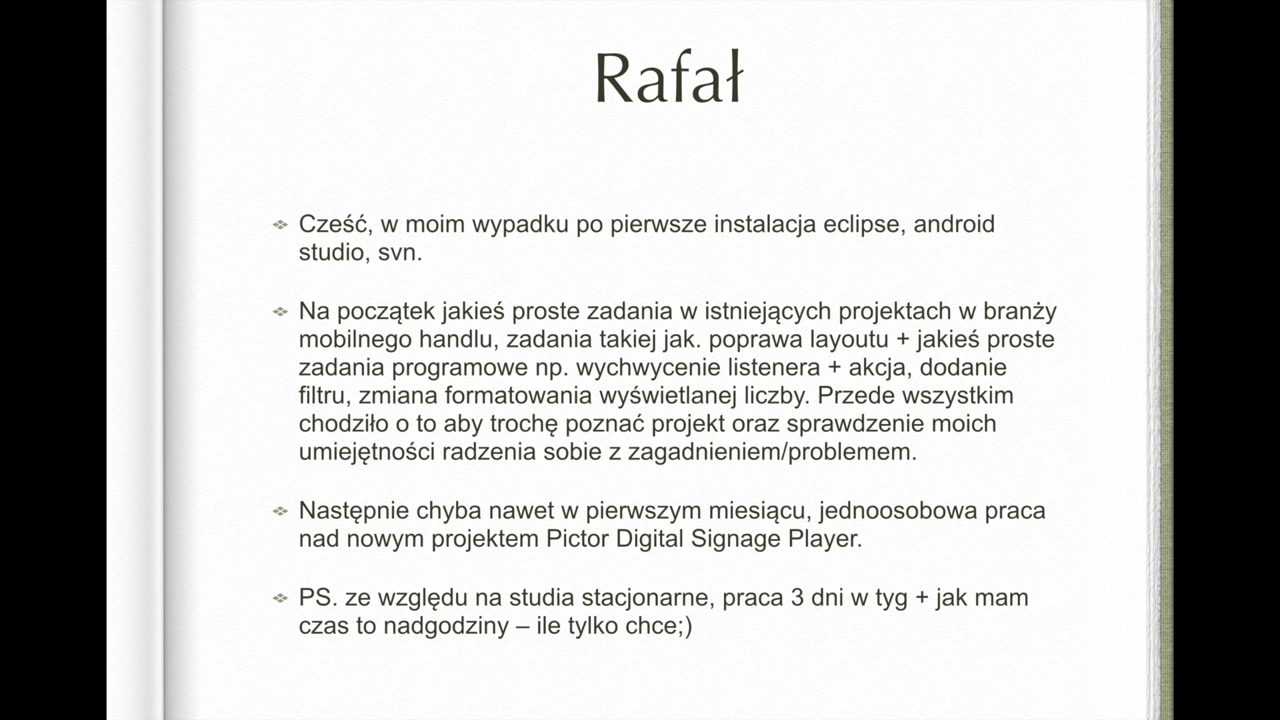 Rafał
Cześć, w moim wypadku po pierwsze instalacja eclipse, android
studio, svn.
Na początek jakieś proste zadania w istniejących projektach w branży
mobilnego handlu, zadania takiej jak. poprawa layoutu + jakieś proste
zadania programowe np. wychwycenie listenera + akcja, dodanie
filtru, zmiana formatowania wyświetlanej liczby. Przede wszystkim
chodziło o to aby trochę poznać projekt oraz sprawdzenie moich
umiejętności radzenia sobie z zagadnieniem/problemem.
Następnie chyba nawet w pierwszym miesiącu, jednoosobowa praca
nad nowym projektem Pictor Digital Signage Player.
PS. ze względu na studia stacjonarne, praca 3 dni w tyg + jak mam
czas to nadgodziny – ile tylko chce;)